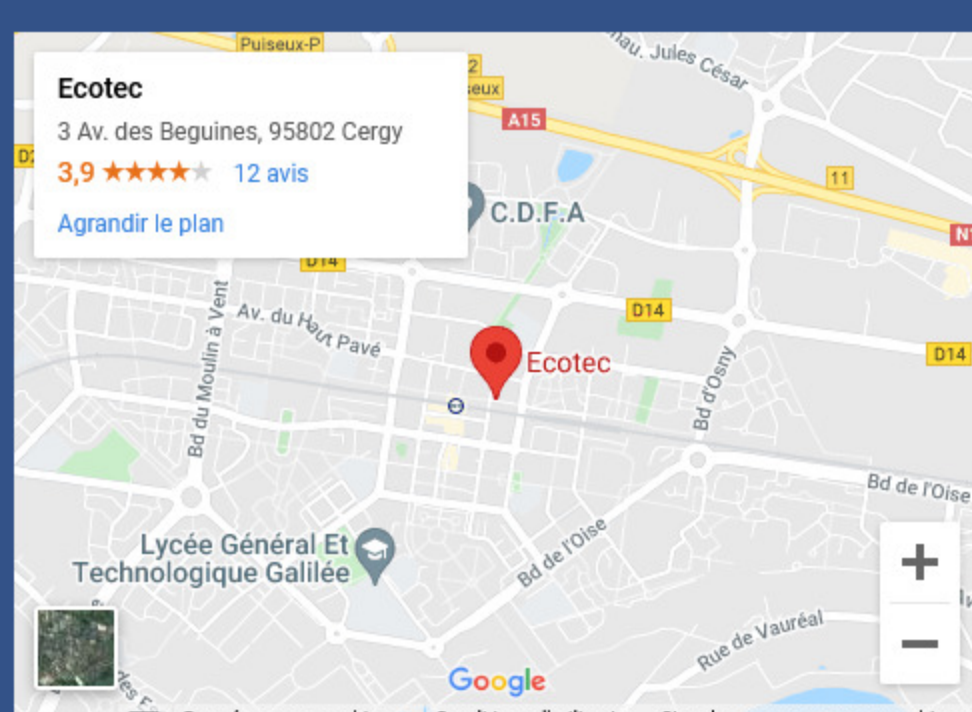 Puiseux-P
Ecotec
3 Av. des Beguines, 95802 Cergy
3,9
12 avis
Agrandir le plan
Jules César
A15
11
C.D.F.A
D14
D14
D14
Av. du Haut Pavé
Bd du Moulin à Vent
Ecotec
Bd d'Osny
Bd de l'Oise
Bd de l'Oise
Lycée Général Et
Technologique Galilée
Rue de Vauréal
Google